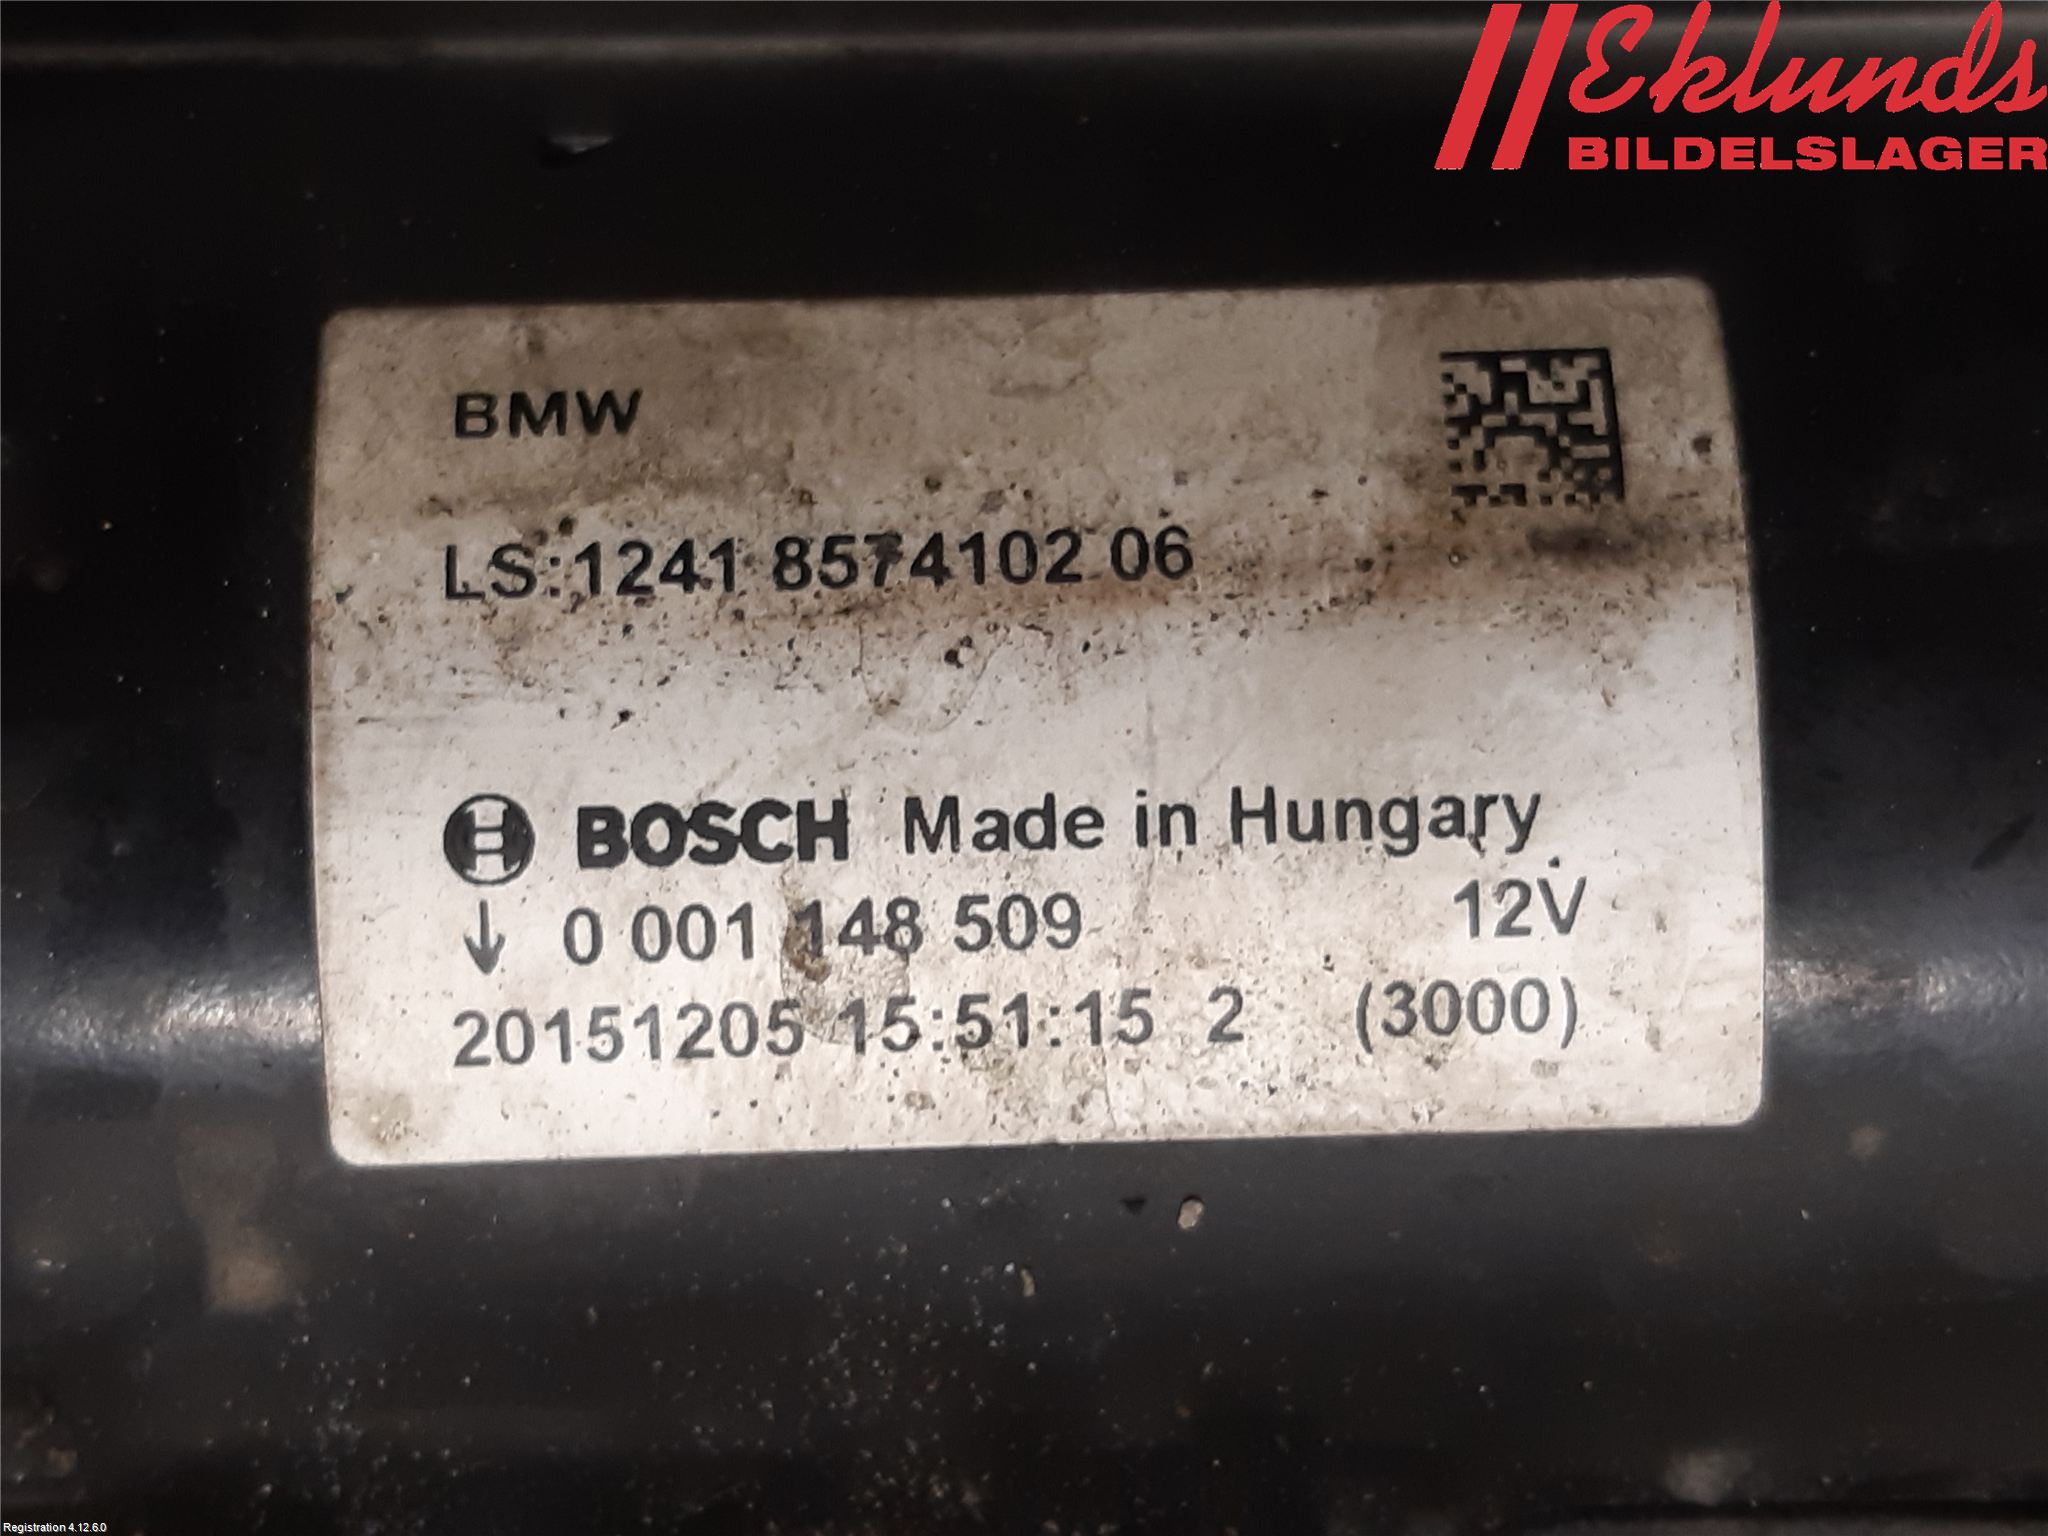 Eklunds
BILDELSLAGER
BMW
LS:1241 8574102 06
BOSCH Made in Hungary
↓ 0 001 148 509 12V
20151205 15:51:15 2 (3000)
Registration 4.12.6.0